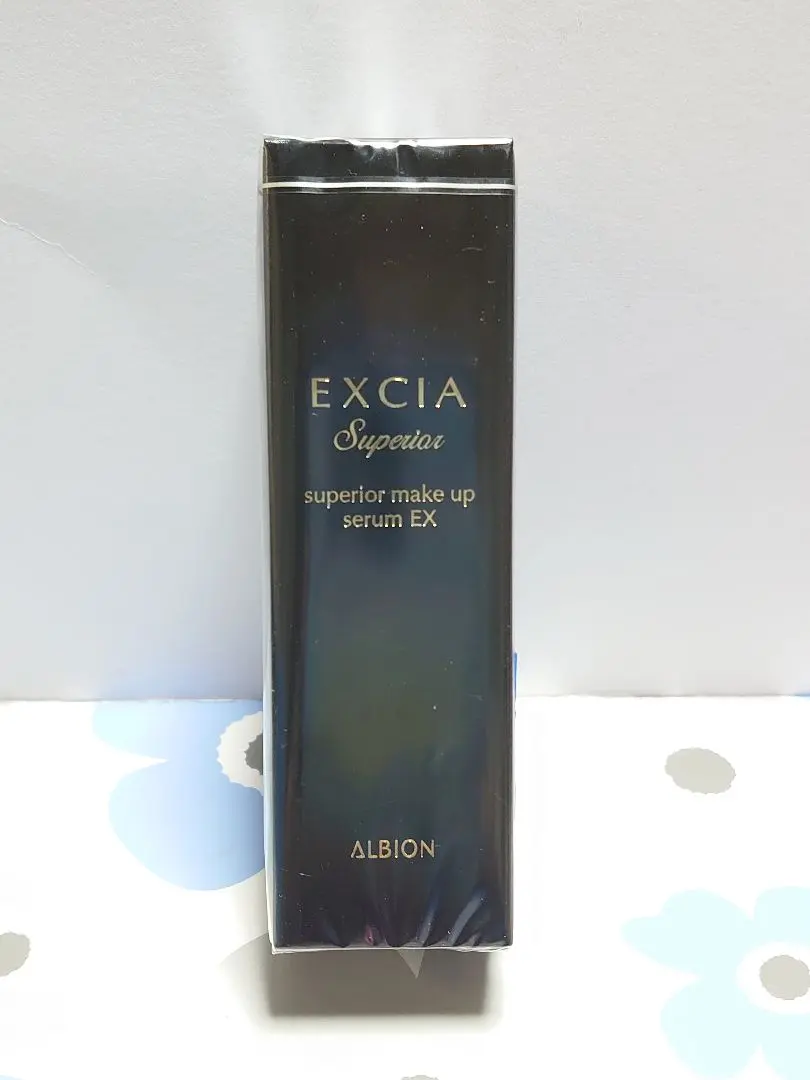 EXCIA
Superior
superior make up
serum EX
ALBION